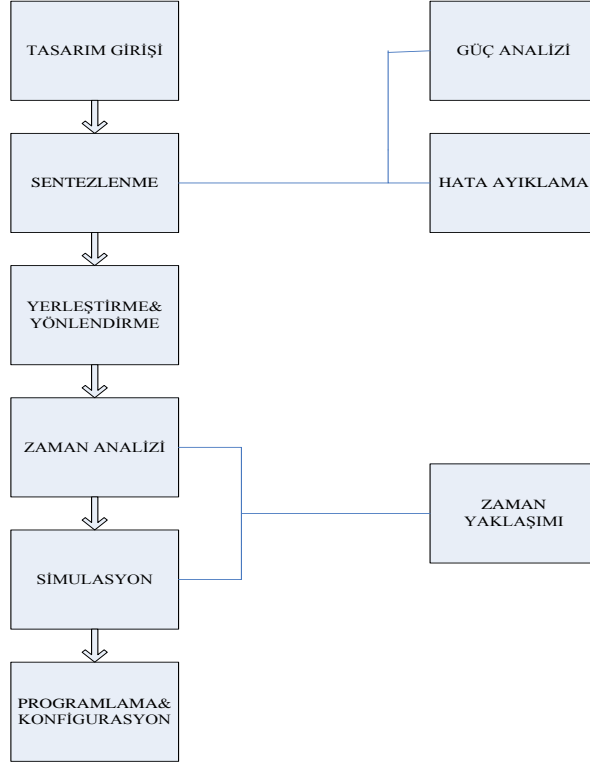 TASARIM GİRİŞİ
GÜÇ ANALİZİ
SENTEZLENME
HATA AYIKLAMA
YERLEŞTİRME&
YÖNLENDİRME
ZAMAN ANALİZİ
ZAMAN
YAKLAŞIMI
SİMULASYON
PROGRAMLAMA&
KONFİGURASYON